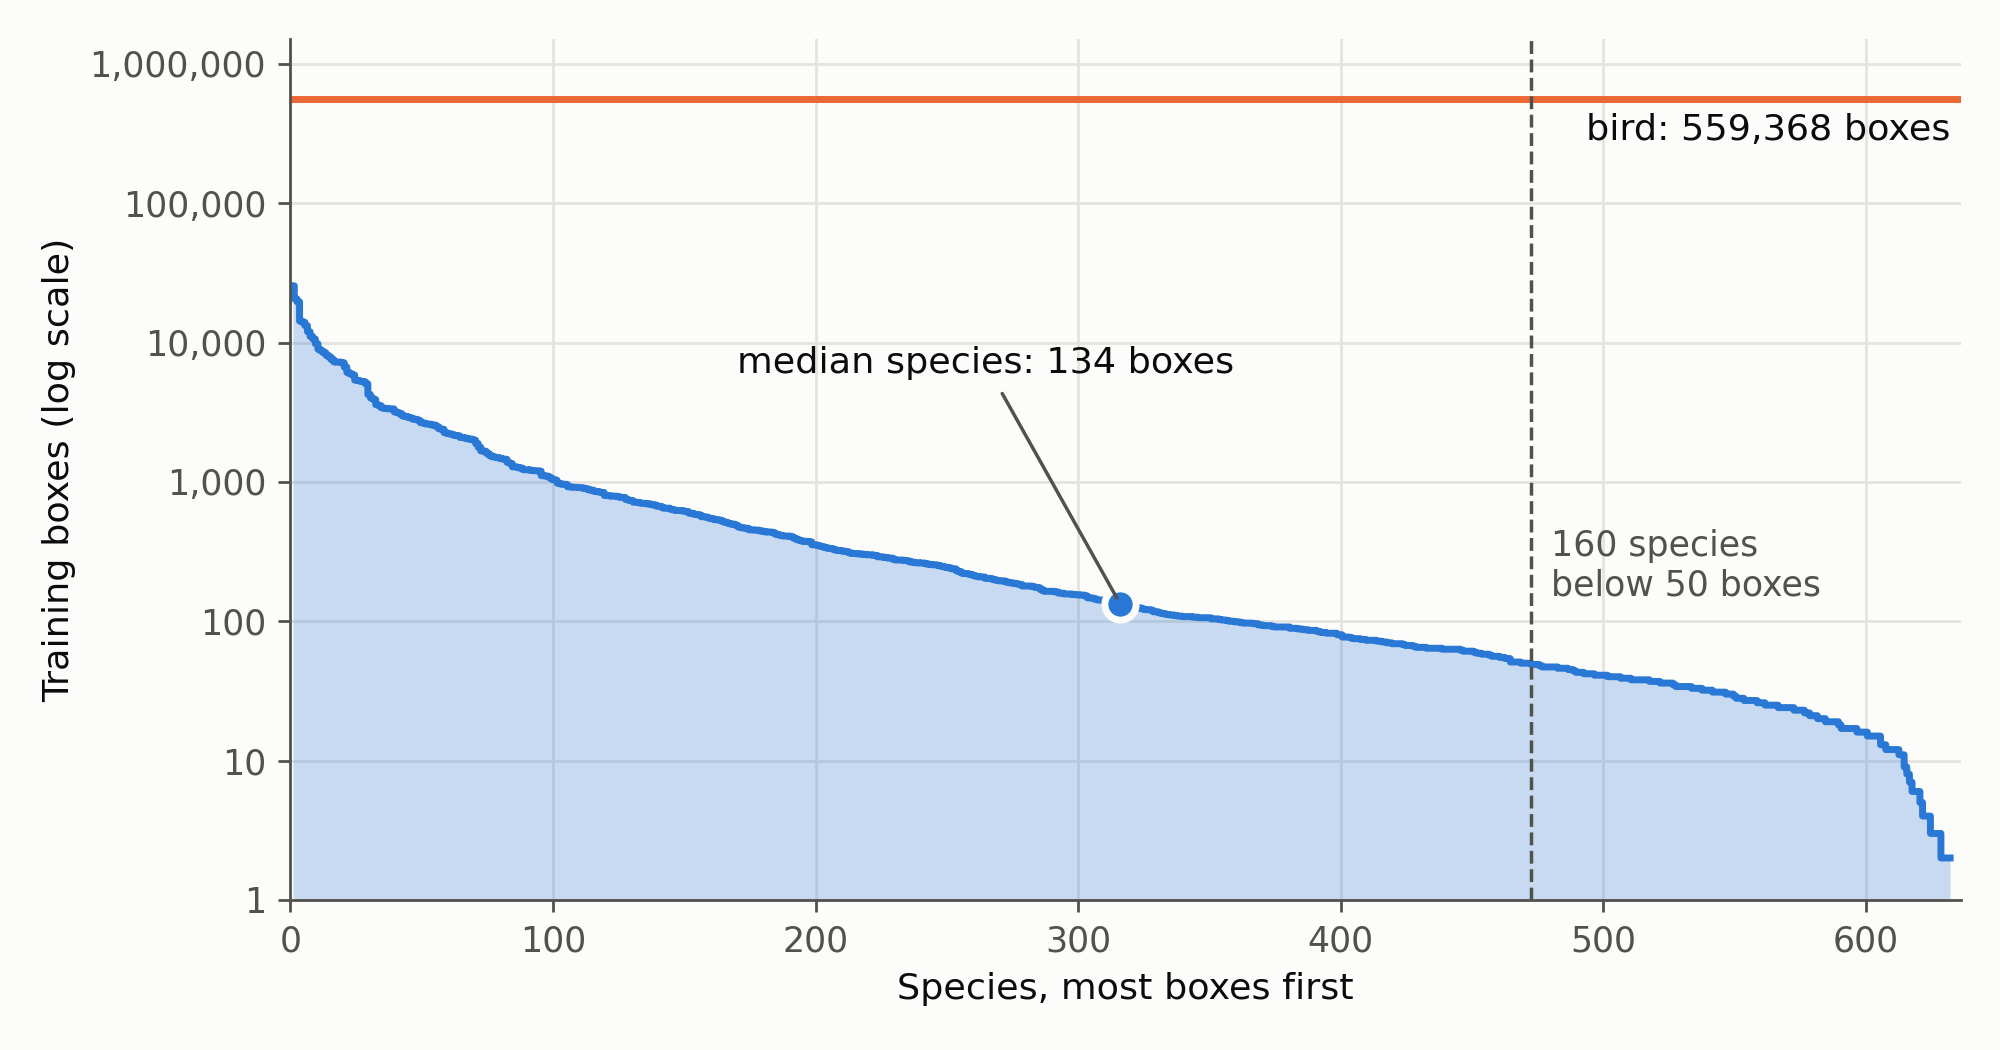 1,000,000
bird: 559,368 boxes
100,000
10,000
median species: 134 boxes
1,000
160 species
below 50 boxes
100
10
1
Training boxes (log scale)
0 100 200 300 400 500 600
Species, most boxes first